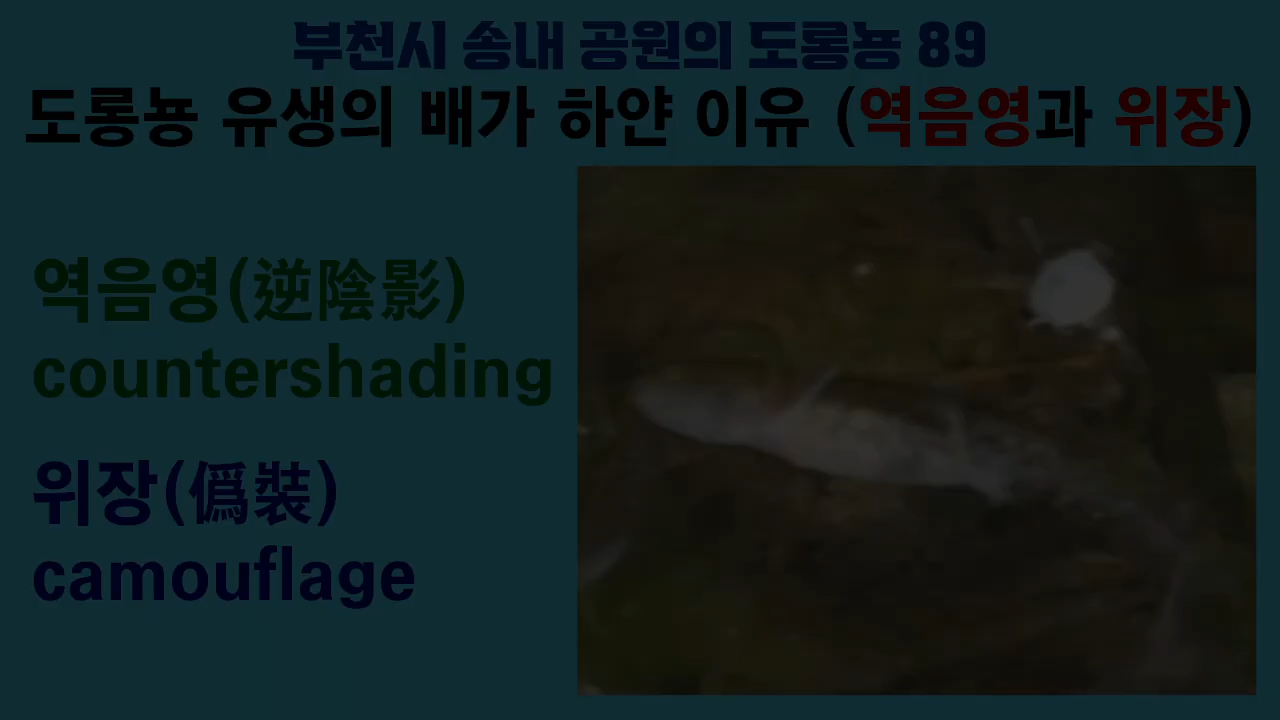 부천시 송내 공원의 도롱뇽 89
도롱뇽 유생의 배가 하얀 이유 (역음영과 위장)
역음영(逆陰影)
countershading
위장(僞裝)
camouflage